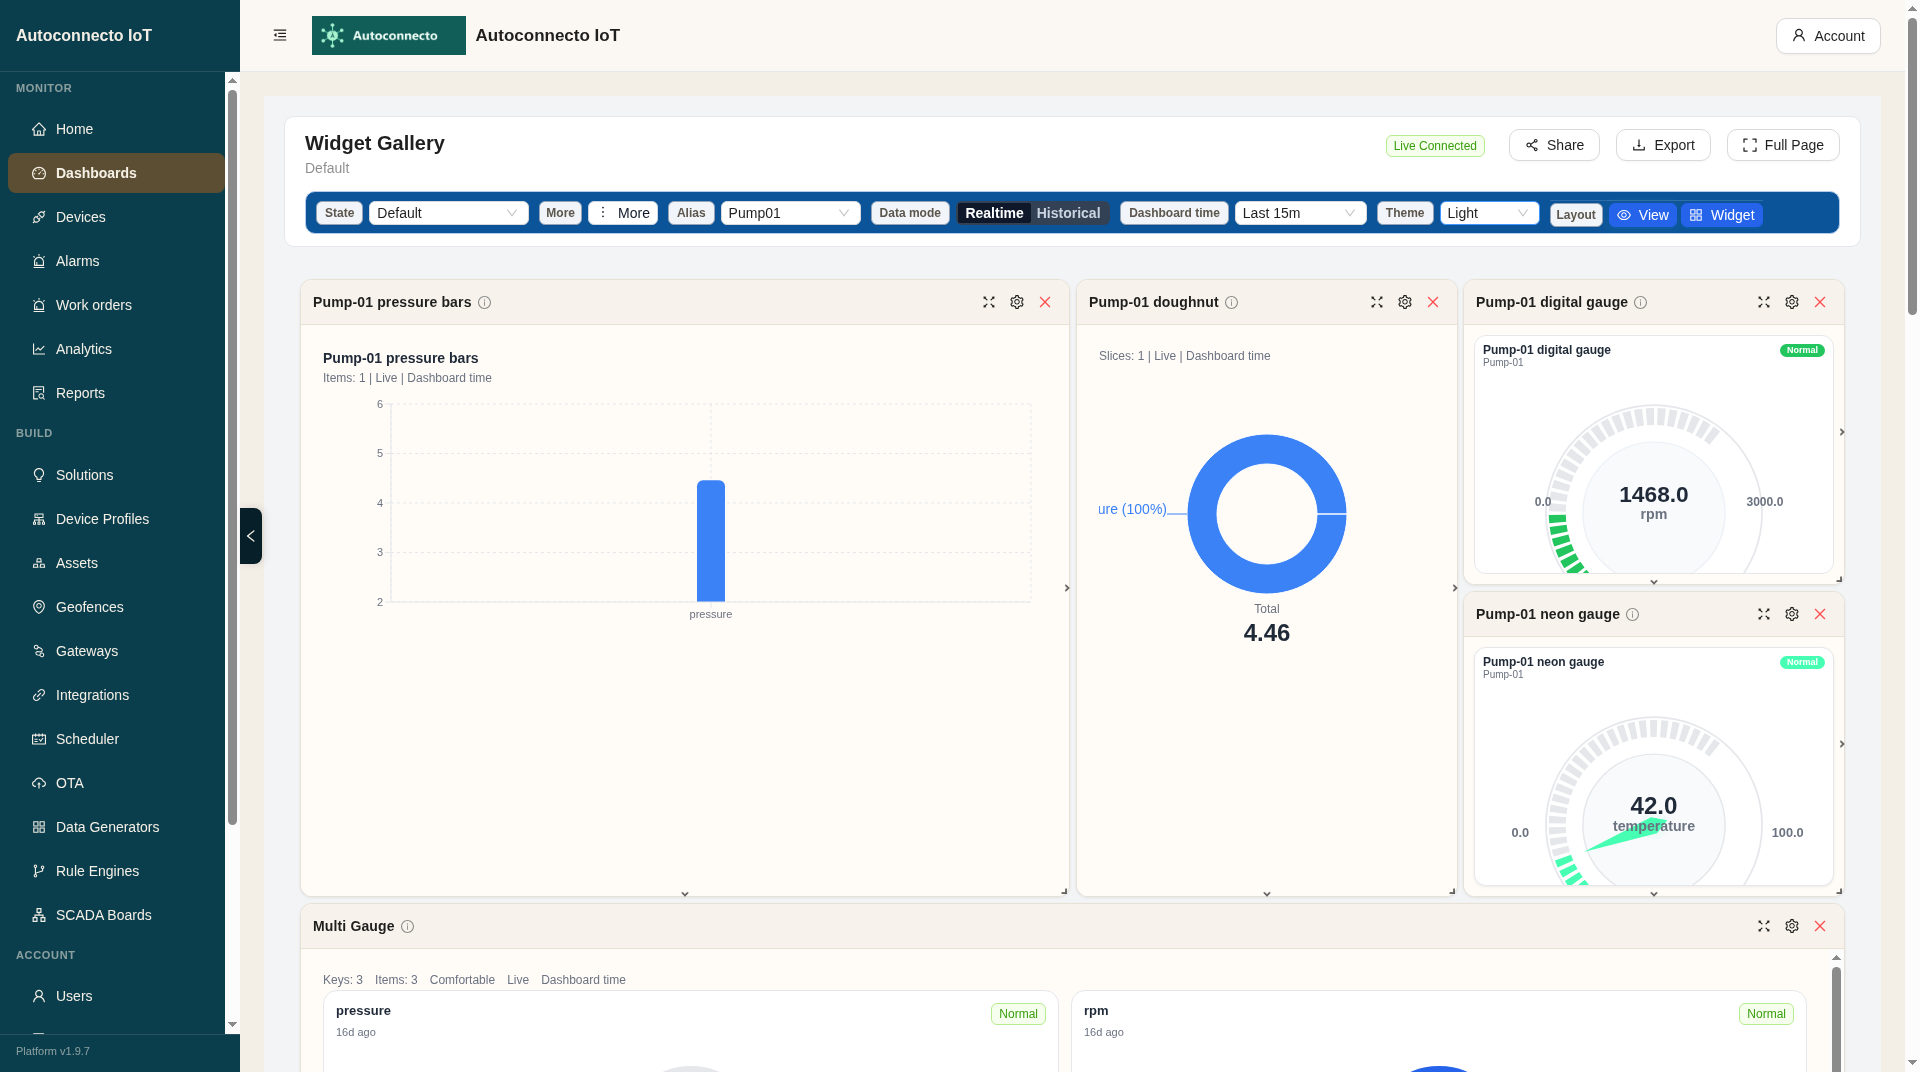 Autoconnecto IoT
MONITOR
Home
Dashboards
Devices
Alarms
Work orders
Analytics
Reports
BUILD
Solutions
Device Profiles
Assets
Geofences
Gateways
Integrations
Scheduler
OTA
Data Generators
Rule Engines
SCADA Boards
ACCOUNT
Users
Platform v1.9.7
Autoconnecto
Autoconnecto IoT
Account
Widget Gallery
Default
Live Connected
Share
Export
Full Page
State Default More More Alias Pump01 Data mode Realtime Historical Dashboard time Last 15m Theme Light Layout View Widget
Pump-01 pressure bars
Pump-01 pressure bars
Items: 1 | Live | Dashboard time
6
5
4
3
2
pressure
Pump-01 doughnut
Slices: 1 | Live | Dashboard time
ure (100%)
Total
4.46
Pump-01 digital gauge
Pump-01 digital gauge
Normal
Pump-01
0.0
1468.0
rpm
3000.0
Pump-01 neon gauge
Pump-01 neon gauge
Normal
Pump-01
0.0
42.0
temperature
100.0
Multi Gauge
Keys: 3 Items: 3 Comfortable Live Dashboard time
pressure
Normal
16d ago
rpm
Normal
16d ago